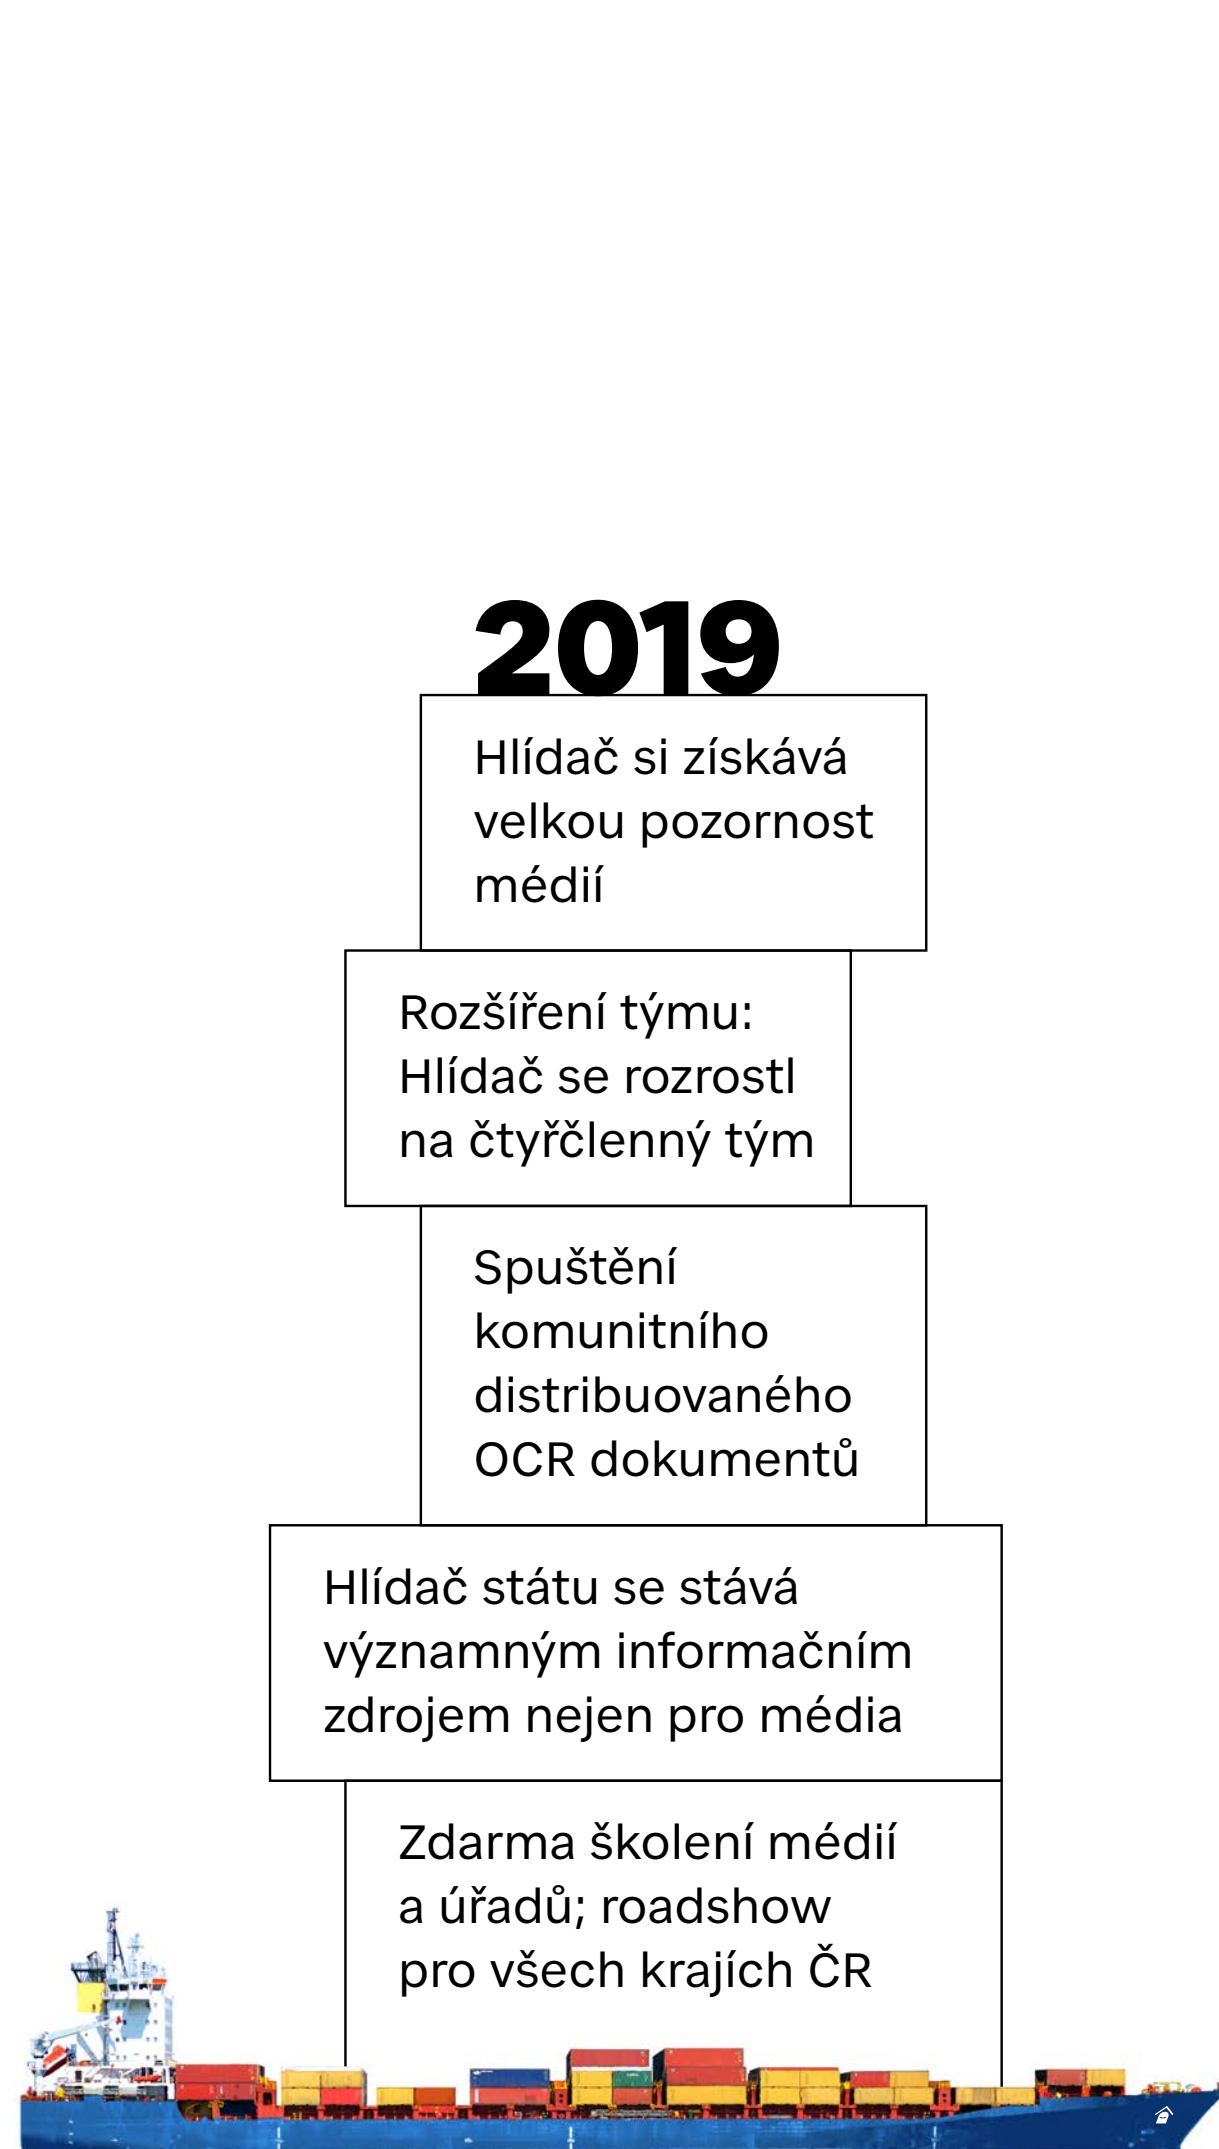 2019
Hlídač si získává
velkou pozornost
médií
Rozšíření týmu:
Hlídač se rozrostl
na čtyřčlenný tým
Spuštění
komunitního
distribuovaného
OCR dokumentů
Hlídač státu se stává
významným informačním
zdrojem nejen pro média
Zdarma školení médií
a úřadů; roadshow
pro všech krajích ČR